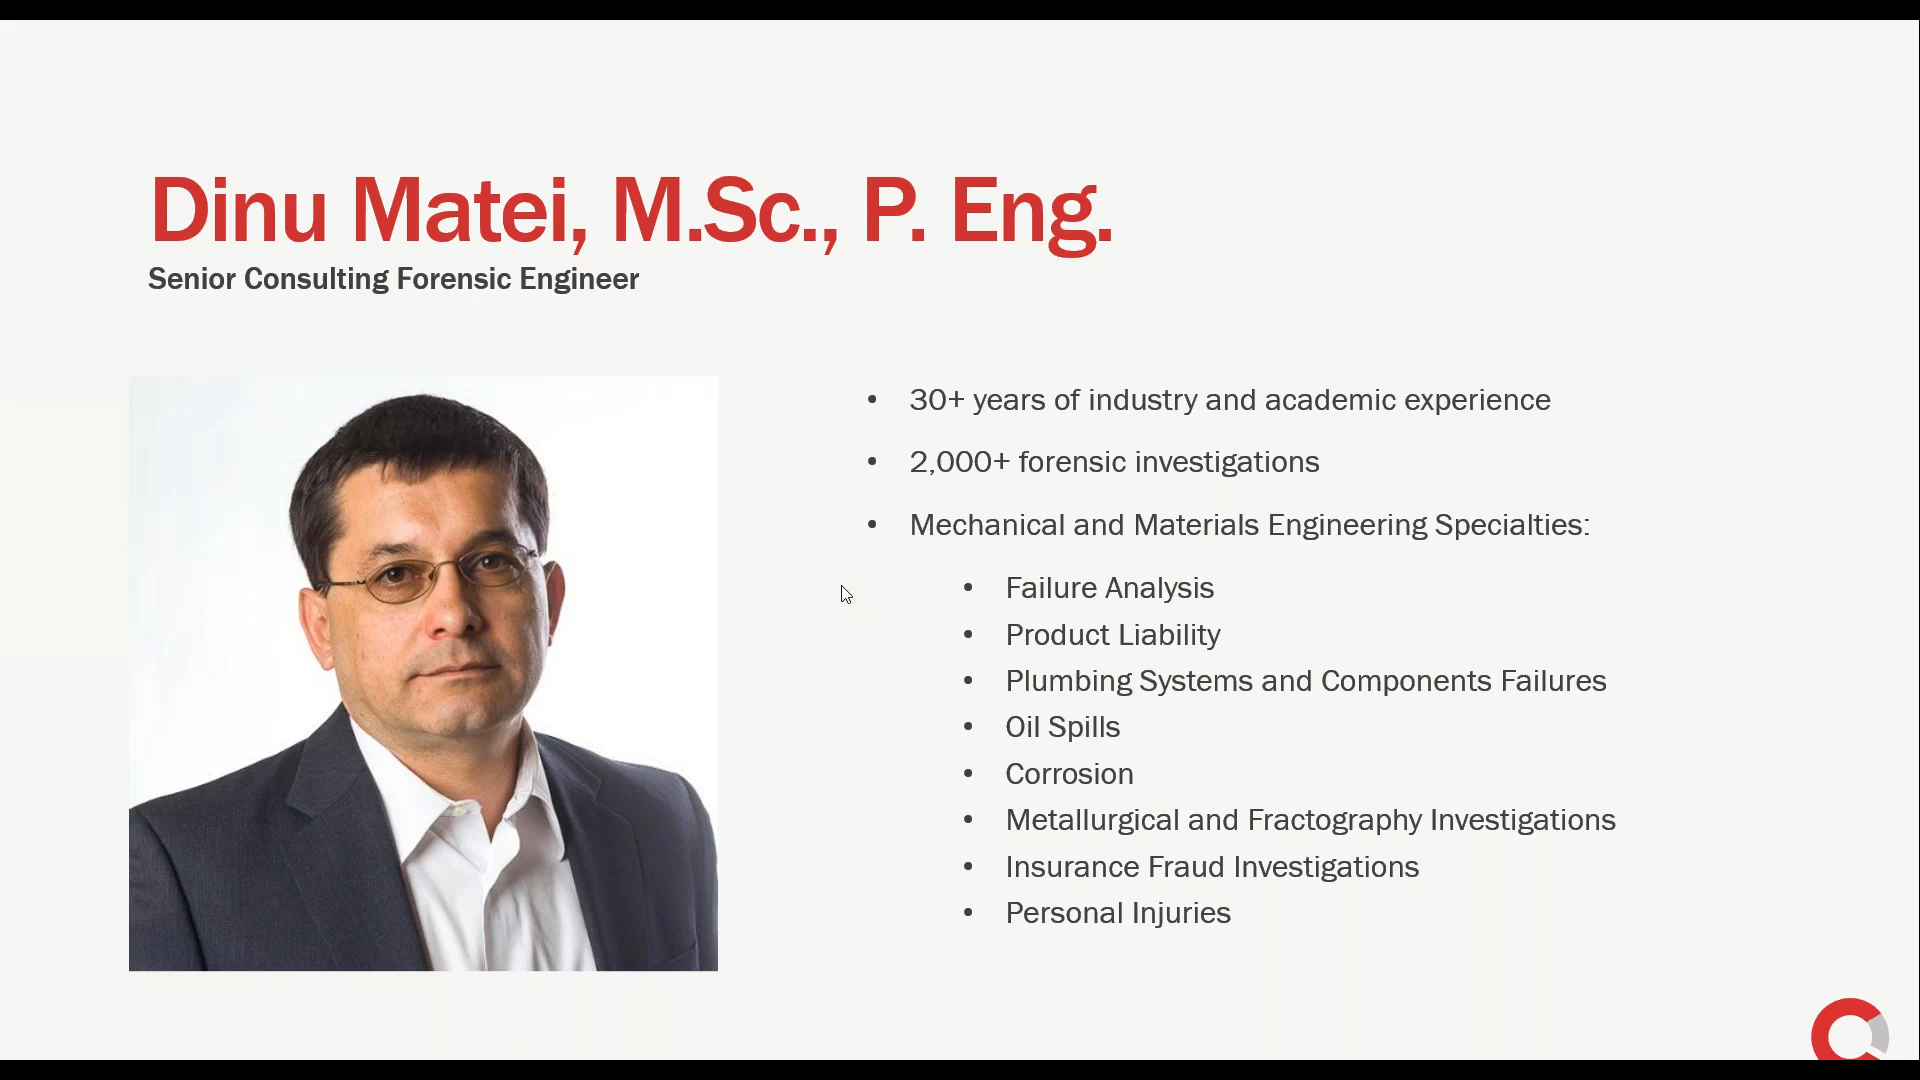 Dinu Matei, M.Sc., P. Eng.
Senior Consulting Forensic Engineer
• 30+ years of industry and academic experience
• 2,000+ forensic investigations
• Mechanical and Materials Engineering Specialties:
• Failure Analysis
• Product Liability
• Plumbing Systems and Components Failures
• Oil Spills
• Corrosion
• Metallurgical and Fractography Investigations
• Insurance Fraud Investigations
• Personal Injuries